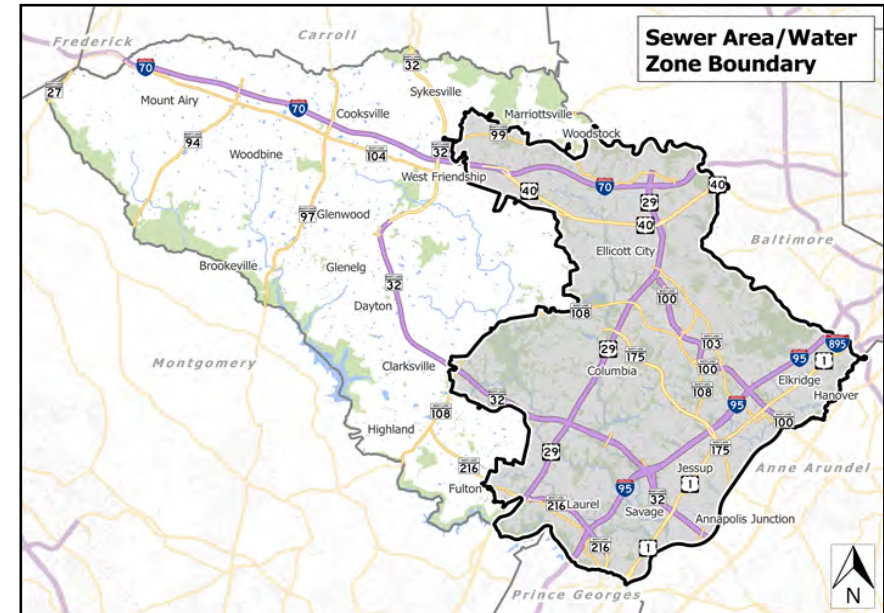 Sewer Area/Water
Zone Boundary
Frederick
Carroll
70
32
27
Mount Airy
70
Sykesville
Cooksville
Marriottsville
94
99
Woodstock
Woodbine
104
32
West Friendship
40
70
40
29
97
Glenwood
40
Baltimore
Ellicott City
Brookeville
Glenelg
32
100
Dayton
108
103
895
Montgomery
29
175
95
1
Columbia
100
Elkridge
Clarksville
108
Hanover
32
95
108
100
Highland
29
175
216
Jessup
Anne Arundel
Fulton
95
32
1
216
Laurel
Savage
Annapolis Junction
216
1
Prince Georges
N